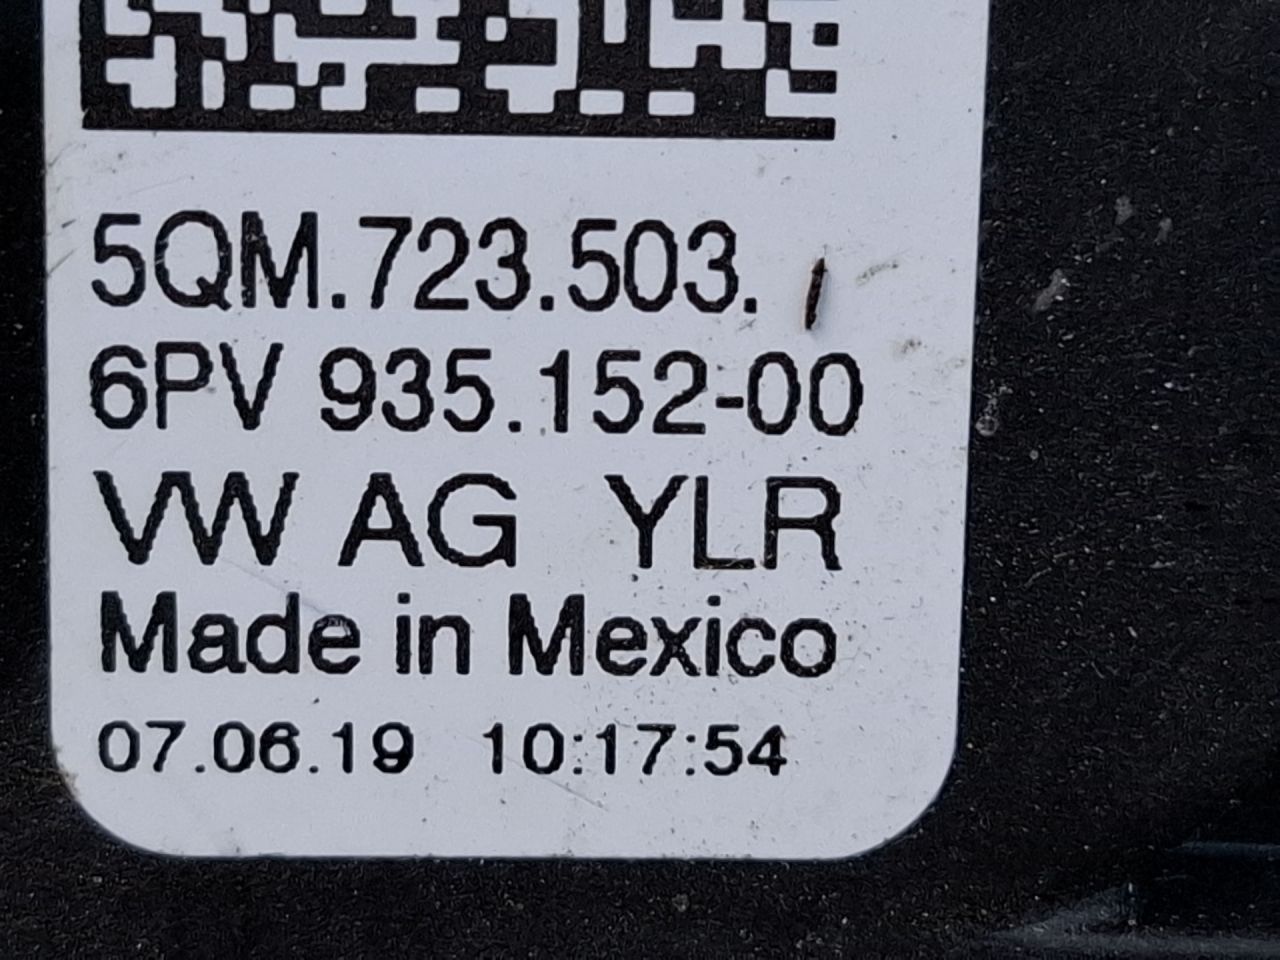 5QM.723.503.
6PV 935.152-00
VW AG YLR
Made in Mexico
07.06.19 10:17:54